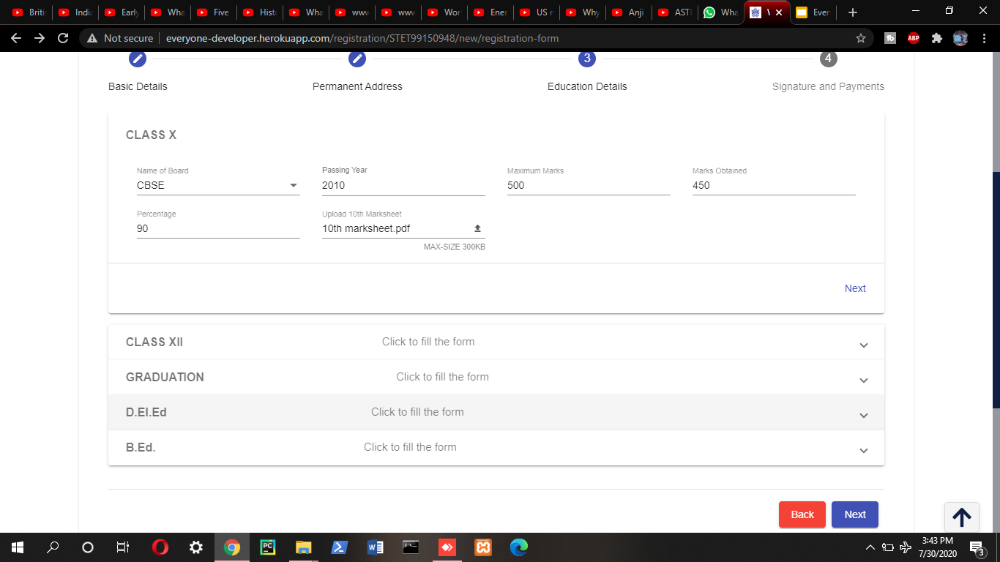 Briti
India
Early
Wha
Five
Histo
Wha
www
www
Wor
Ener
US n
Why
Anji
AST
Wha
Ever
Not secure
everyone-developer.herokuapp.com/registration/STET99150948/new/registration-form
3
4
Basic Details
Permanent Address
Education Details
Signature and Payments
CLASS X
Name of Board
Passing Year
Maximum Marks
Marks Obtained
CBSE
2010
500
450
Percentage
Upload 10th Marksheet
90
10th marksheet.pdf
MAX-SIZE 300KB
Next
CLASS XII
Click to fill the form
GRADUATION
Click to fill the form
D.El.Ed
Click to fill the form
B.Ed.
Click to fill the form
Back
Next
ABP
PC
3:43 PM
7/30/2020
3